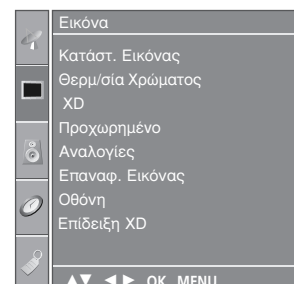 Εικόνα
Κατάστ. Εικόνας
Θερμ/σία Χρώματος
XD
Προχωρημένο
Αναλογίες
Επαναφ. Εικόνας
Οθόνη
Επίδειξη XD
▲▼ ◄► OK MENU